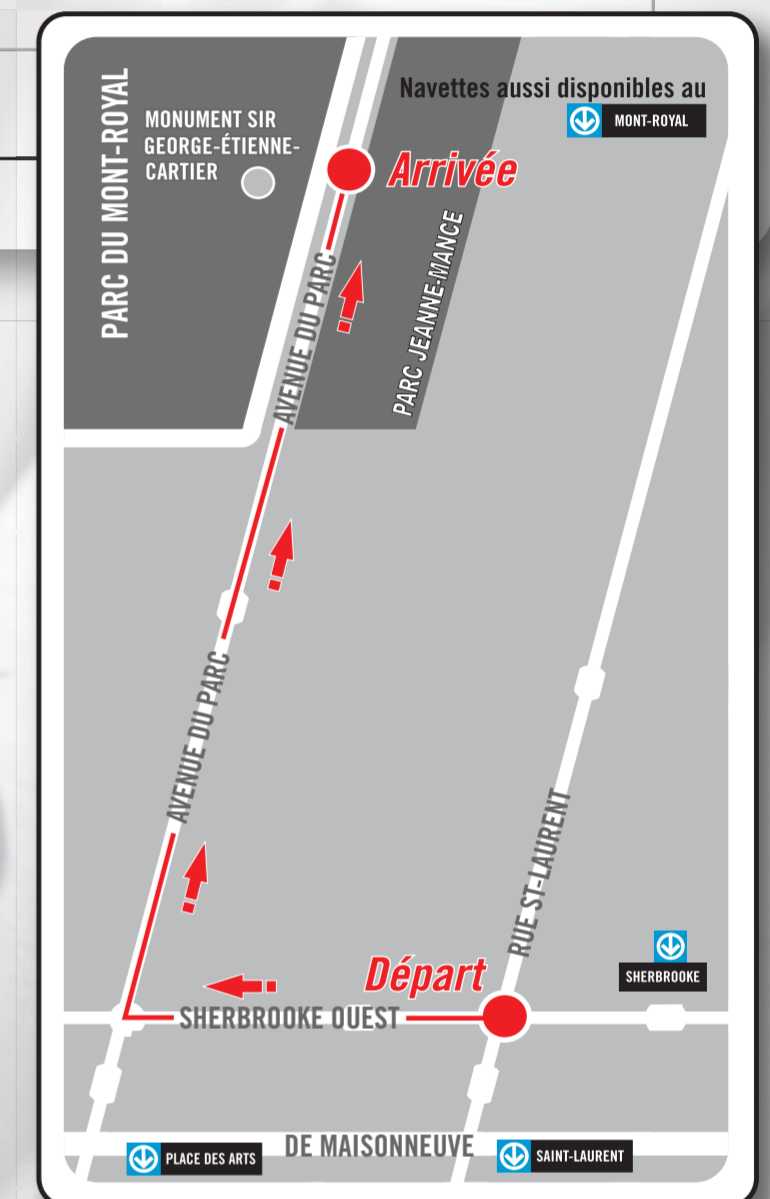 Navettes aussi disponibles au
MONT-ROYAL
PARC DU MONT-ROYAL
MONUMENT SIR
GEORGE-ÉTIENNE-
CARTIER
Arrivée
AVENUE DU PARC
PARC JEANNE-MANCE
AVENUE DU PARC
RUE ST-LAURENT
Départ
SHERBROOKE
SHERBROOKE OUEST
DE MAISONNEUVE
PLACE DES ARTS
SAINT-LAURENT